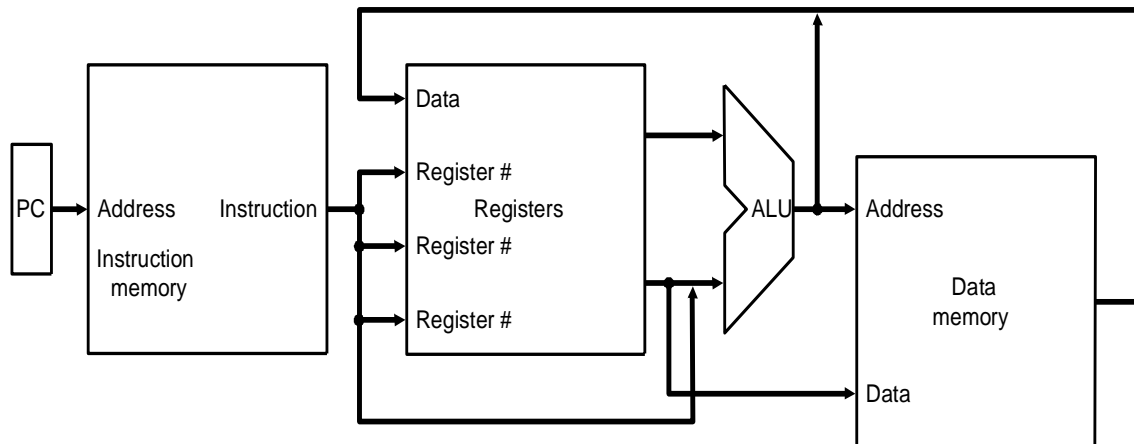 PC
Address
Instruction
Instruction
memory
Data
Register #
Registers
Register #
Register #
ALU
Address
Data
memory
Data